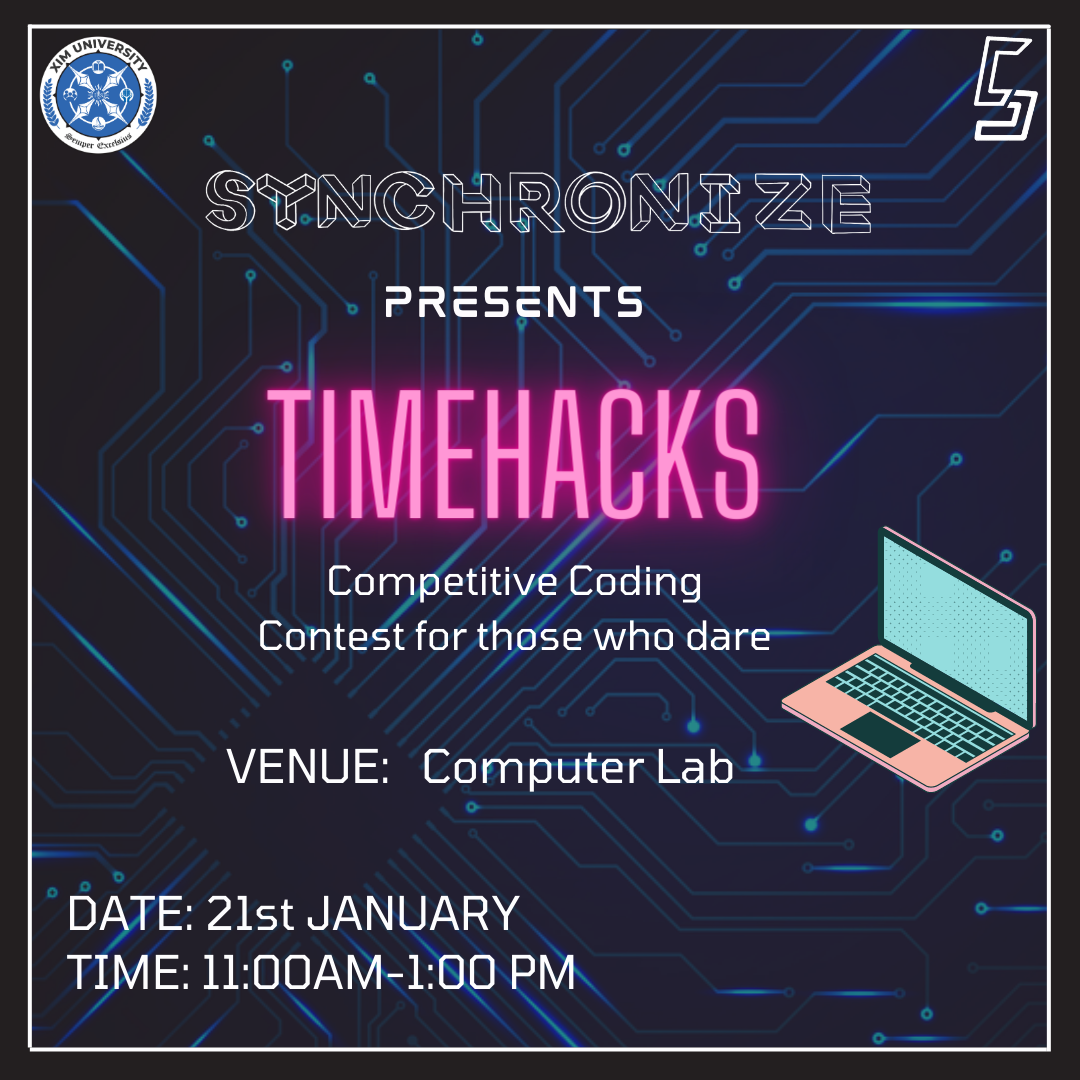 XIM UNIVERSITY
Semper Excelsius
SYNCHRONIZE
PRESENTS
TIMEHACKS
Competitive Coding
Contest for those who dare
VENUE: Computer Lab
DATE: 21st JANUARY
TIME: 11:00AM-1:00 PM